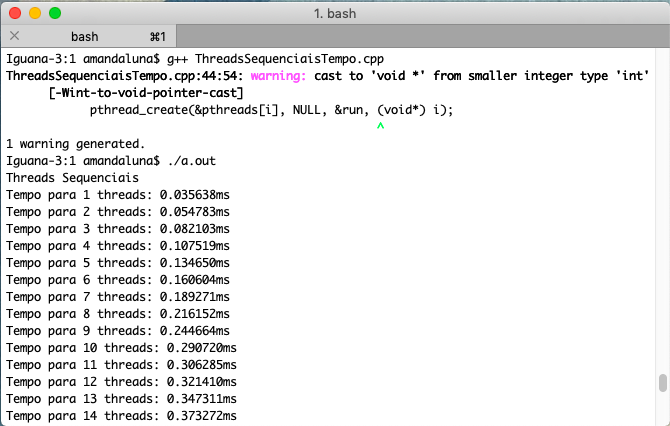 1. bash
bash ⌘1
Iguana-3:1 amandaluna$ g++ ThreadsSequenciaisTempo.cpp
ThreadsSequenciaisTempo.cpp:44:54: warning: cast to 'void *' from smaller integer type 'int'
[-Wint-to-void-pointer-cast]
pthread_create(&pthreads[i], NULL, &run, (void*) i);
^
1 warning generated.
Iguana-3:1 amandaluna$ ./a.out
Threads Sequenciais
Tempo para 1 threads: 0.035638ms
Tempo para 2 threads: 0.054783ms
Tempo para 3 threads: 0.082103ms
Tempo para 4 threads: 0.107519ms
Tempo para 5 threads: 0.134650ms
Tempo para 6 threads: 0.160604ms
Tempo para 7 threads: 0.189271ms
Tempo para 8 threads: 0.216152ms
Tempo para 9 threads: 0.244664ms
Tempo para 10 threads: 0.290720ms
Tempo para 11 threads: 0.306285ms
Tempo para 12 threads: 0.321410ms
Tempo para 13 threads: 0.347311ms
Tempo para 14 threads: 0.373272ms